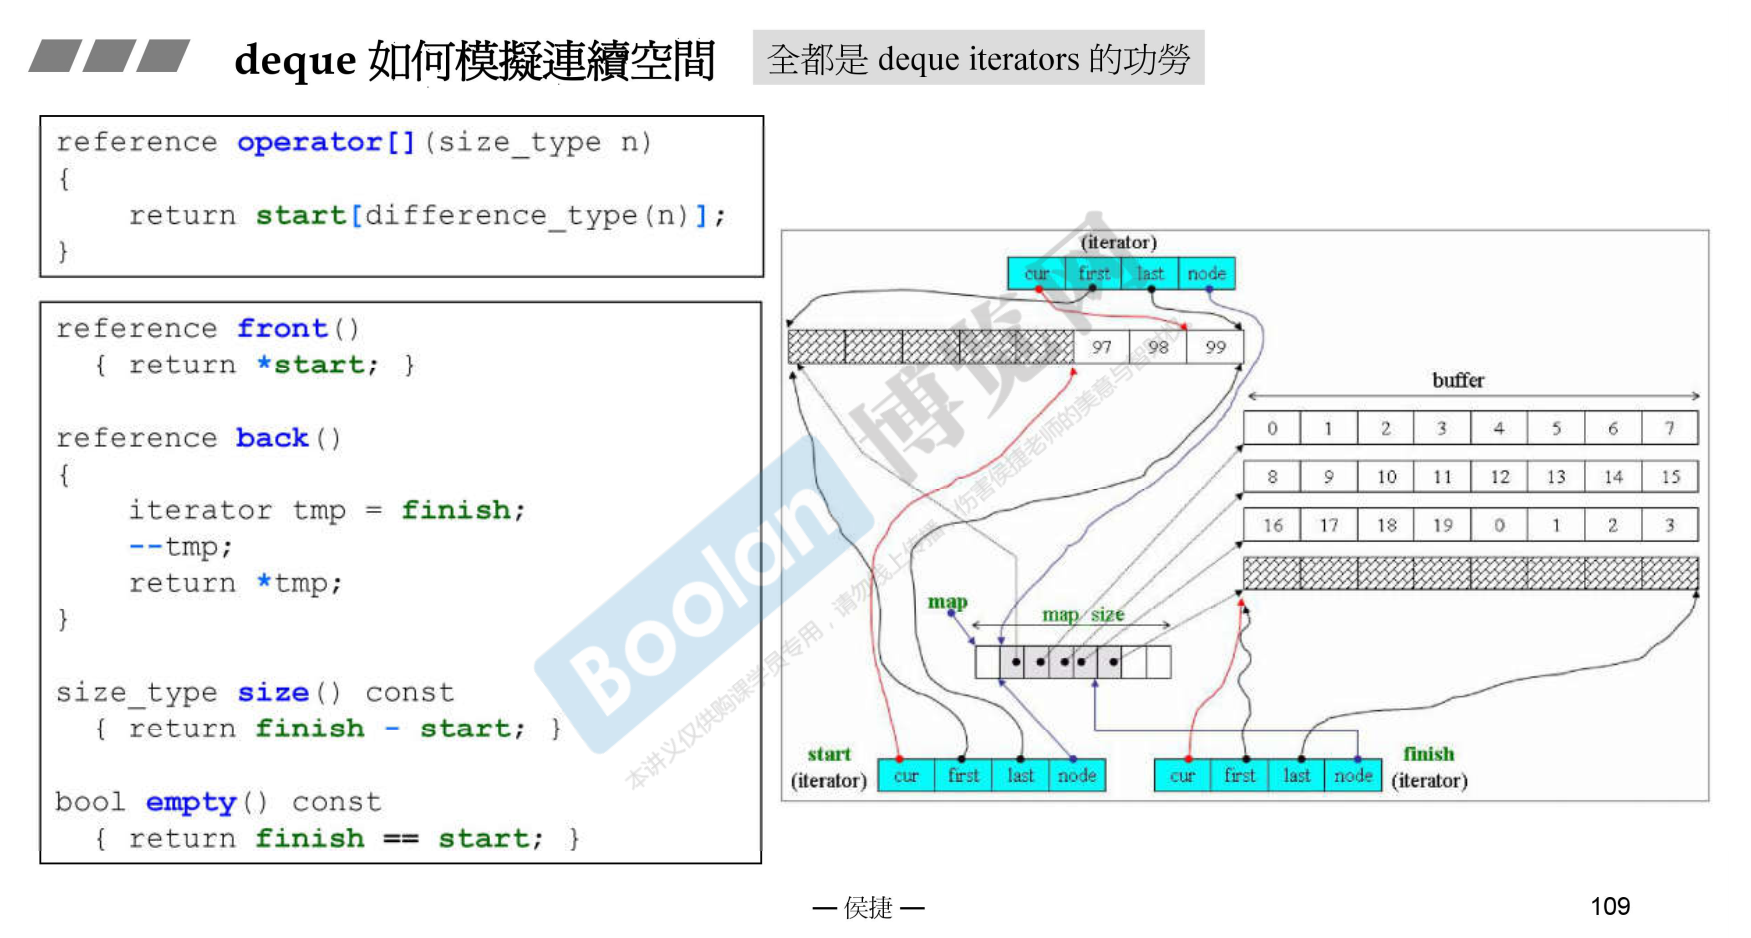 deque 如何模擬連續空間
全都是 deque iterators 的功勞
reference operator[](size_type n)
{
return start[difference_type(n)];
}
reference front()
{ return *start; }
reference back()
{
iterator tmp = finish;
--tmp;
return *tmp;
}
size_type size() const
{ return finish - start; }
bool empty() const
{ return finish == start; }
(iterator)
cur first last node
97 98 99
buffer
0 1 2 3 4 5 6 7
8 9 10 11 12 13 14 15
16 17 18 19 0 1 2 3
map
map size
start
(iterator)
cur first last node
cur first last node
finish
(iterator)
Boolan 博览网
本讲义仅供购课学员专用，请勿线上传播，伤害侯捷老师的美意与智财权
— 侯捷 —
109